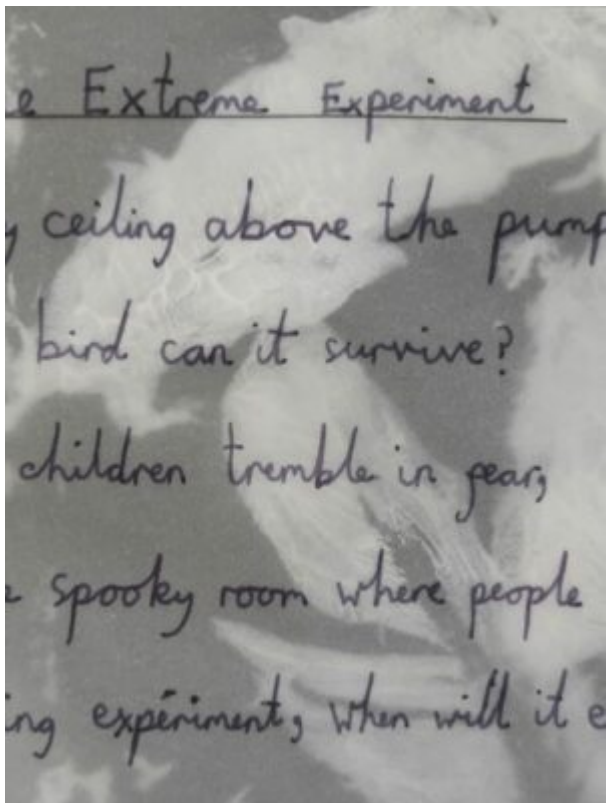 e Extreme Experiment
y ceiling above the pump
bird can it survive?
children tremble in fear,
spooky room where people
ing experiment, when will it e